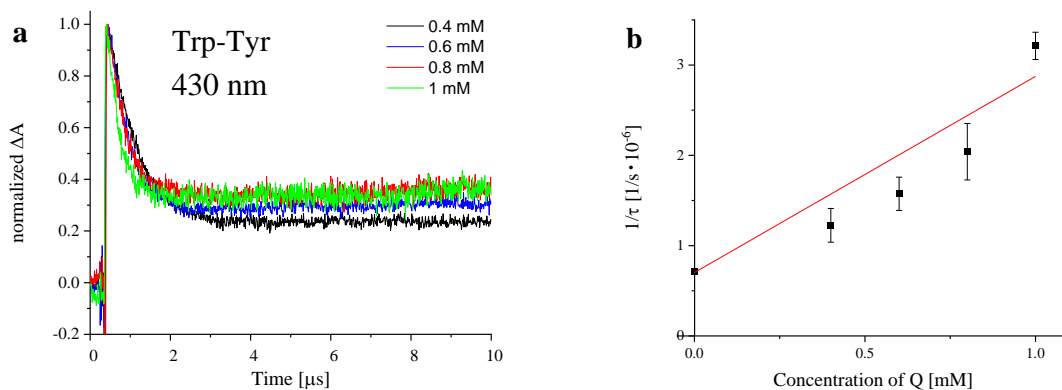 a
Trp-Tyr
430 nm
0.4 mM
0.6 mM
0.8 mM
1 mM
1.0
0.8
0.6
0.4
0.2
0.0
-0.2
normalized ΔA
0 2 4 6 8 10
Time [μs]
b
3
2
1
0
1/τ [1/s·10⁻⁶]
0.0 0.5 1.0
Concentration of Q [mM]